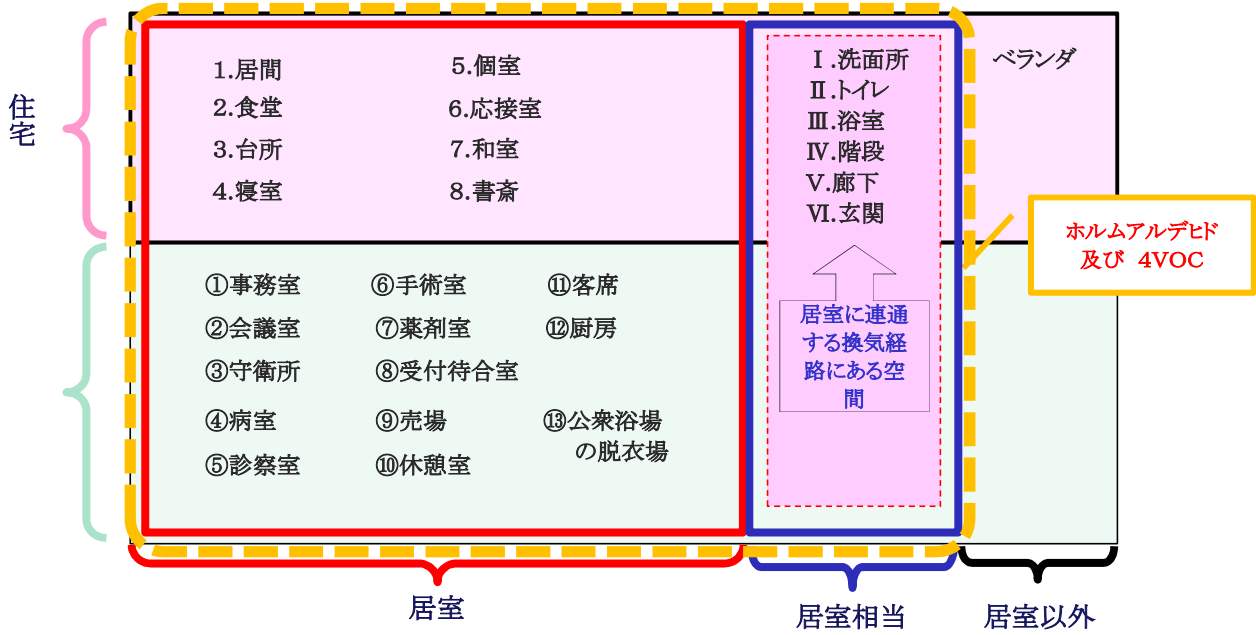 住宅
1.居間
2.食堂
3.台所
4.寝室
5.個室
6.応接室
7.和室
8.書斎
Ⅰ.洗面所
Ⅱ.トイレ
Ⅲ.浴室
Ⅳ.階段
Ⅴ.廊下
Ⅵ.玄関
ベランダ
ホルムアルデヒド
及び 4VOC
①事務室
②会議室
③守衛所
④病室
⑤診察室
⑥手術室
⑦薬剤室
⑧受付待合室
⑨売場
⑩休憩室
⑪客席
⑫厨房
⑬公衆浴場
の脱衣場
居室に連通
する換気経
路にある空
間
居室
居室相当
居室以外